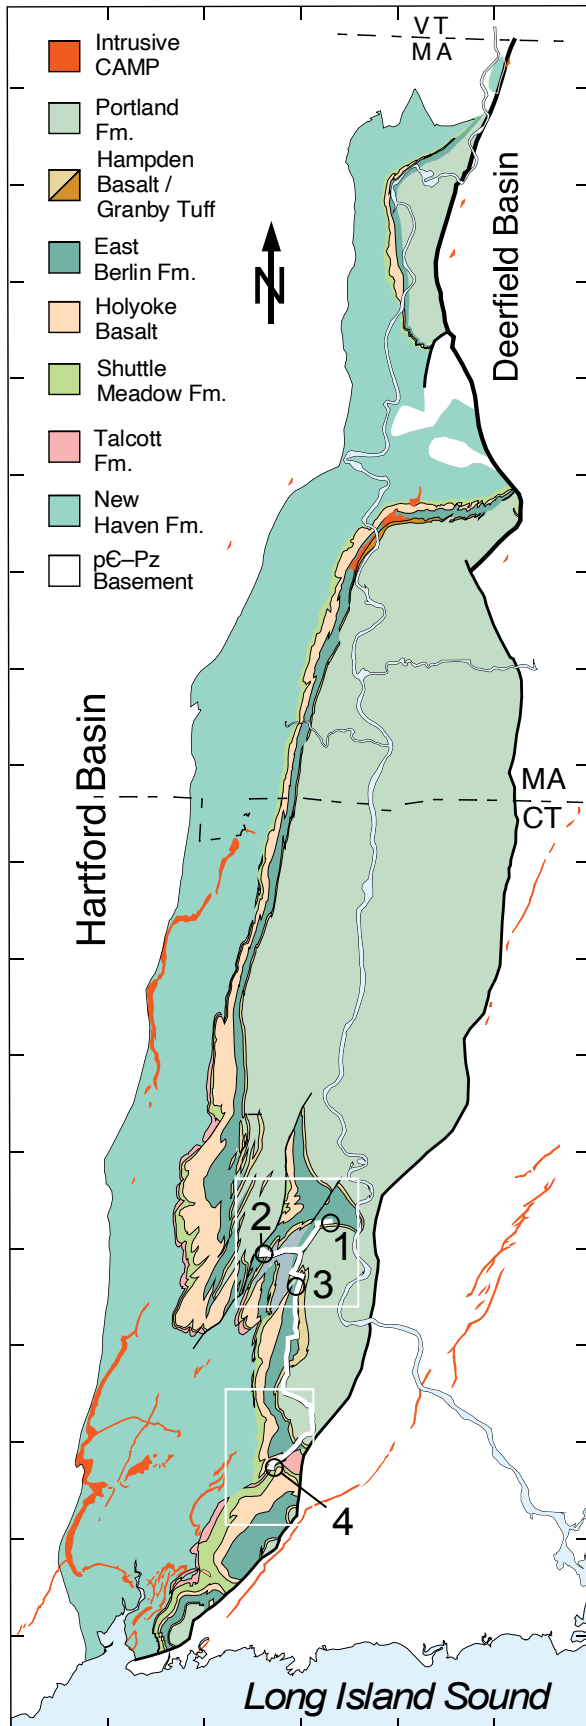 VT
MA
Intrusive
CAMP
Portland
Fm.
Hampden
Basalt /
Granby Tuff
East
Berlin Fm.
Holyoke
Basalt
Shuttle
Meadow Fm.
Talcott
Fm.
New
Haven Fm.
pЄ–Pz
Basement
N
Deerfield Basin
Hartford Basin
MA
CT
2
1
3
4
Long Island Sound